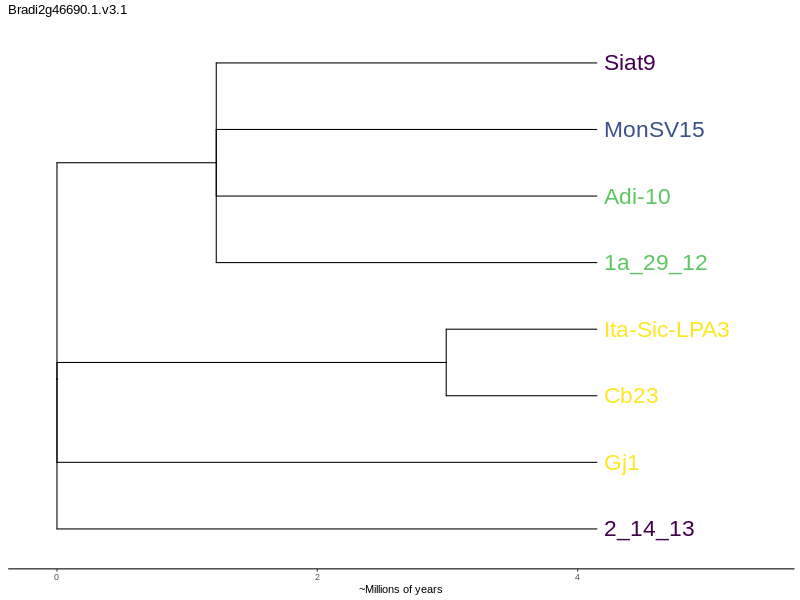 Bradi2g46690.1.v3.1
Siat9
MonSV15
Adi-10
1a_29_12
Ita-Sic-LPA3
Cb23
Gj1
2_14_13
0 2 4
~Millions of years